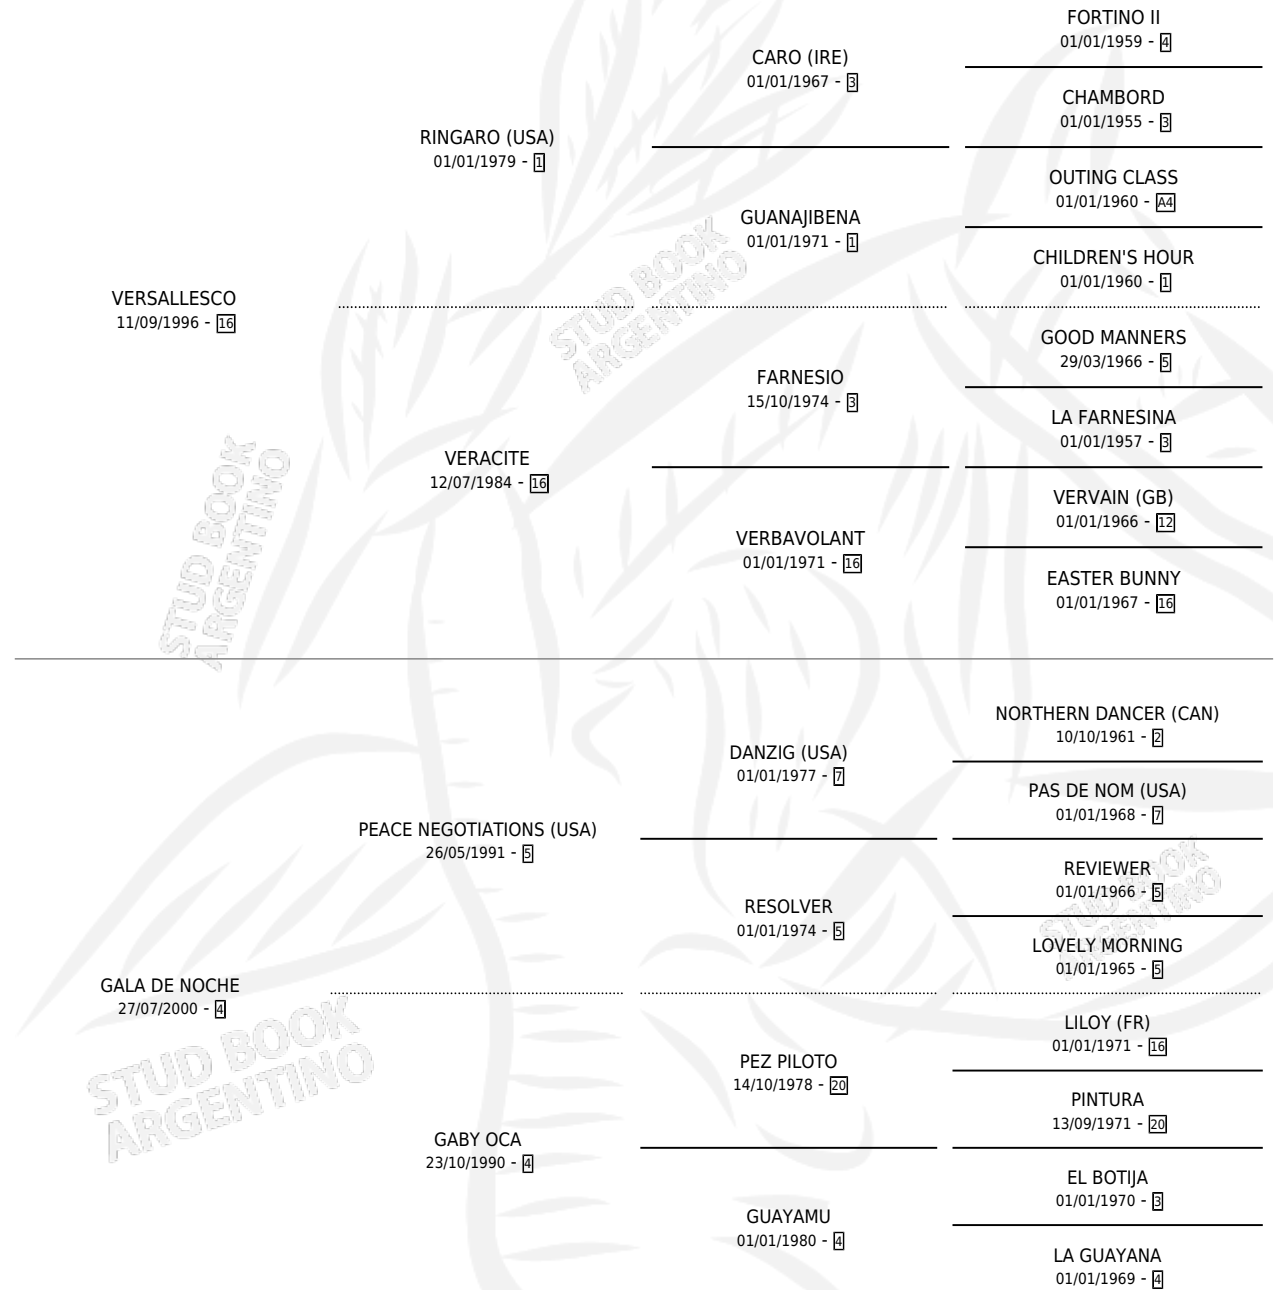 FORTINO II
01/01/1959 - 4
CARO (IRE)
01/01/1967 - 3
CHAMBORD
01/01/1955 - 3
RINGARO (USA)
01/01/1979 - 1
OUTING CLASS
01/01/1960 - A4
GUANAJIBENA
01/01/1971 - 1
CHILDREN'S HOUR
01/01/1960 - 1
VERSALLESCO
11/09/1996 - 16
GOOD MANNERS
29/03/1966 - 5
FARNESIO
15/10/1974 - 3
LA FARNESINA
01/01/1957 - 3
VERACITE
12/07/1984 - 16
VERVAIN (GB)
01/01/1966 - 12
VERBAVOLANT
01/01/1971 - 16
EASTER BUNNY
01/01/1967 - 16
NORTHERN DANCER (CAN)
10/10/1961 - 2
DANZIG (USA)
01/01/1977 - 7
PAS DE NOM (USA)
01/01/1968 - 7
PEACE NEGOTIATIONS (USA)
26/05/1991 - 5
REVIEWER
01/01/1966 - 5
RESOLVER
01/01/1974 - 5
LOVELY MORNING
01/01/1965 - 5
GALA DE NOCHE
27/07/2000 - 4
LILOY (FR)
01/01/1971 - 16
PEZ PILOTO
14/10/1978 - 20
PINTURA
13/09/1971 - 20
GABY OCA
23/10/1990 - 4
EL BOTIJA
01/01/1970 - 3
GUAYAMU
01/01/1980 - 4
LA GUAYANA
01/01/1969 - 4
STUD BOOK
ARGENTINO
STUD BOOK
ARGENTINO
STUD BOOK
ARGENTINO
STUD BOOK
ARGENTINO